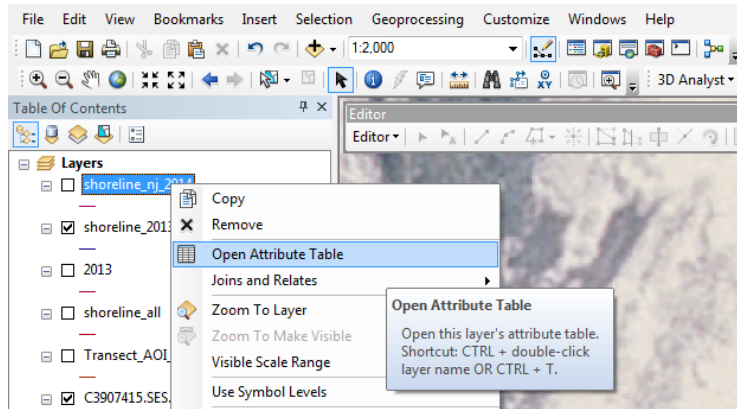 File Edit View Bookmarks Insert Selection Geoprocessing Customize Windows Help
1:2,000
3D Analyst
Table Of Contents
Editor
Editor
Layers
shoreline_nj_2014
Copy
shoreline_2013
Remove
Open Attribute Table
2013
Joins and Relates
shoreline_all
Zoom To Layer
Open Attribute Table
Zoom To Make Visible
Open this layer's attribute table.
Transect_AOI_
Shortcut: CTRL + double-click
Visible Scale Range
layer name OR CTRL + T.
C3907415.SES.
Use Symbol Levels